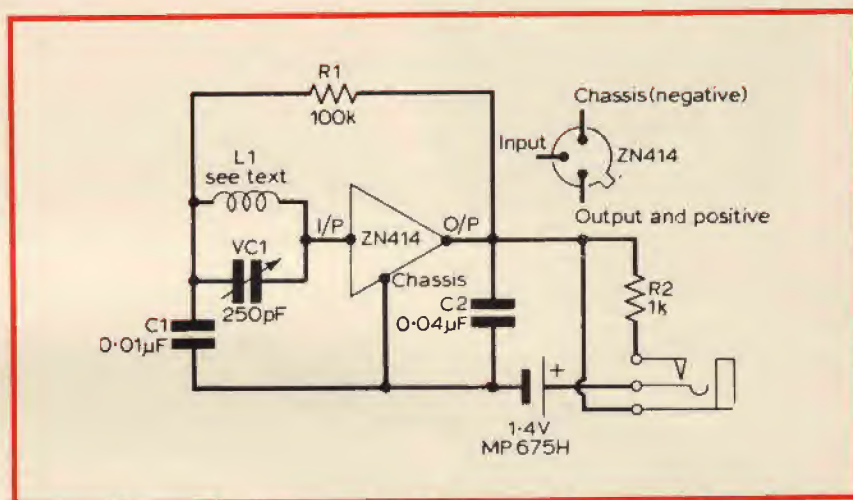 R1
100k
L1
see text
VC1
250pF
C1
0·01µF
I/P
ZN414
O/P
Chassis
C2
0·04µF
Chassis (negative)
Input
ZN414
Output and positive
R2
1k
+
1·4V
MP 675H